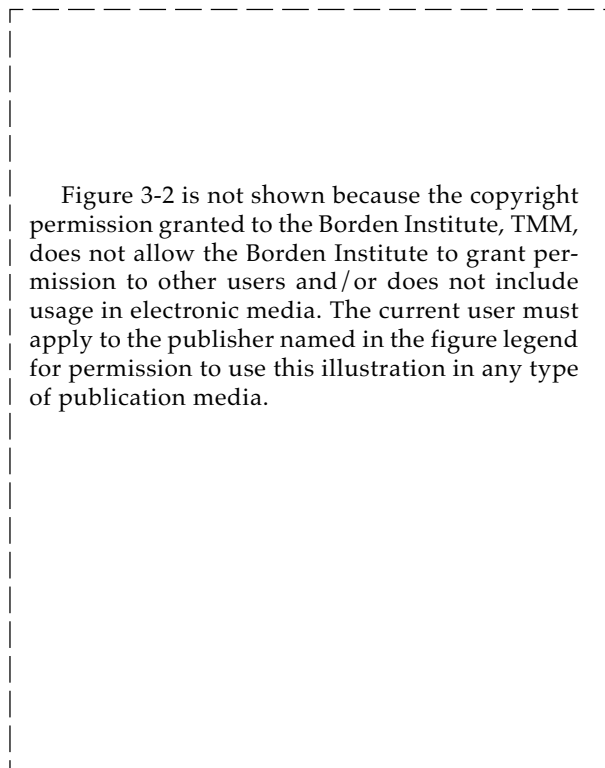 Figure 3-2 is not shown because the copyright
permission granted to the Borden Institute, TMM,
does not allow the Borden Institute to grant per-
mission to other users and/or does not include
usage in electronic media. The current user must
apply to the publisher named in the figure legend
for permission to use this illustration in any type
of publication media.